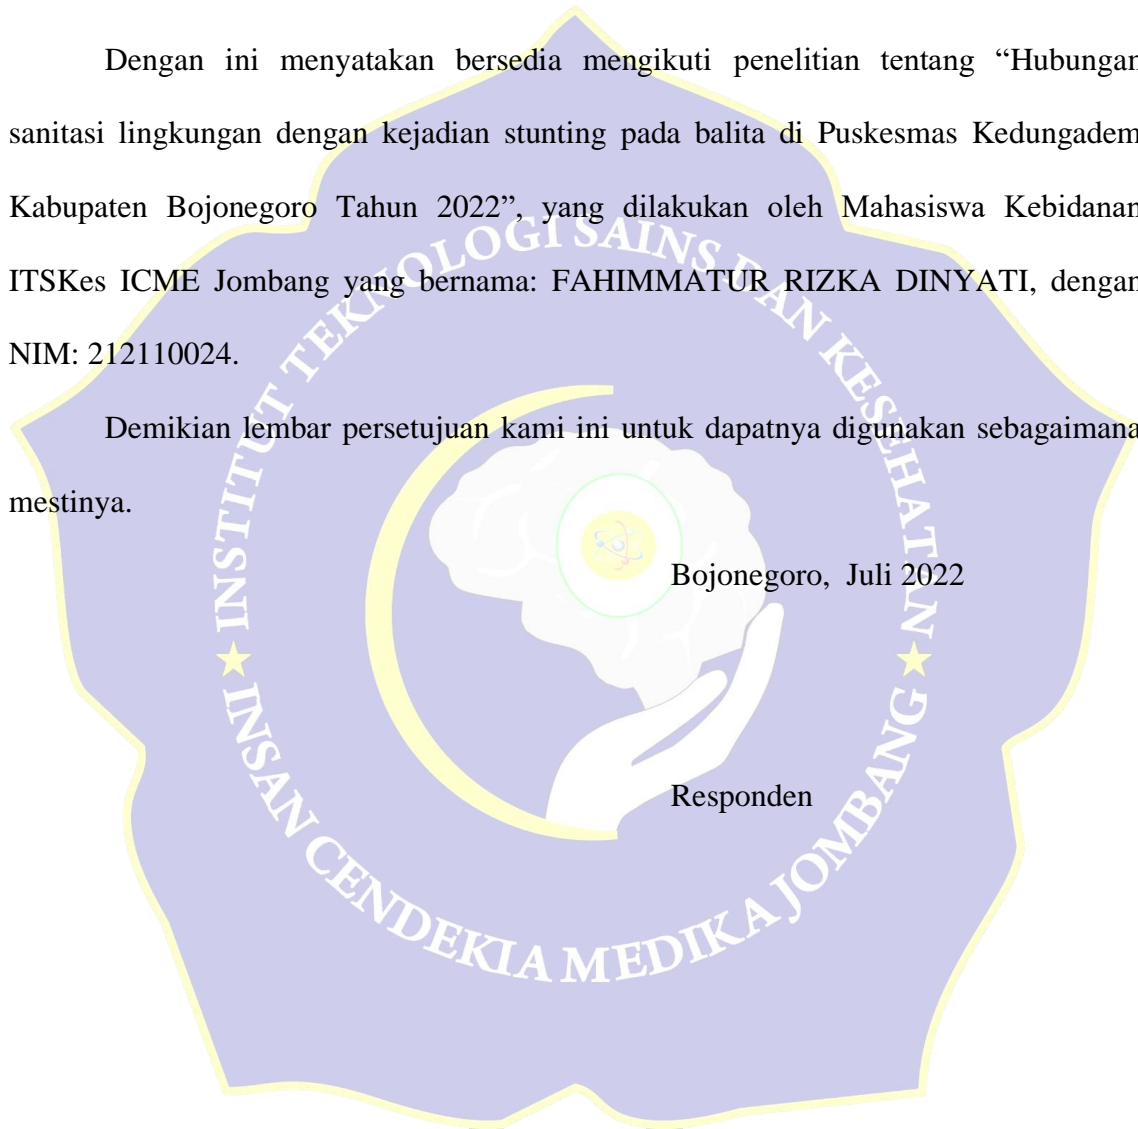 Dengan ini menyatakan bersedia mengikuti penelitian tentang “Hubungan
sanitasi lingkungan dengan kejadian stunting pada balita di Puskesmas Kedungadem
Kabupaten Bojonegoro Tahun 2022”, yang dilakukan oleh Mahasiswa Kebidanan
ITSKes ICME Jombang yang bernama: FAHIMMATUR RIZKA DINYATI, dengan
NIM: 212110024.
Demikian lembar persetujuan kami ini untuk dapatnya digunakan sebagaimana
mestinya.
Bojonegoro, Juli 2022
Responden
INSTITUT TEKNOLOGI SAINS DAN KESEHATAN
INSAN CENDEKIA MEDIKA JOMBANG